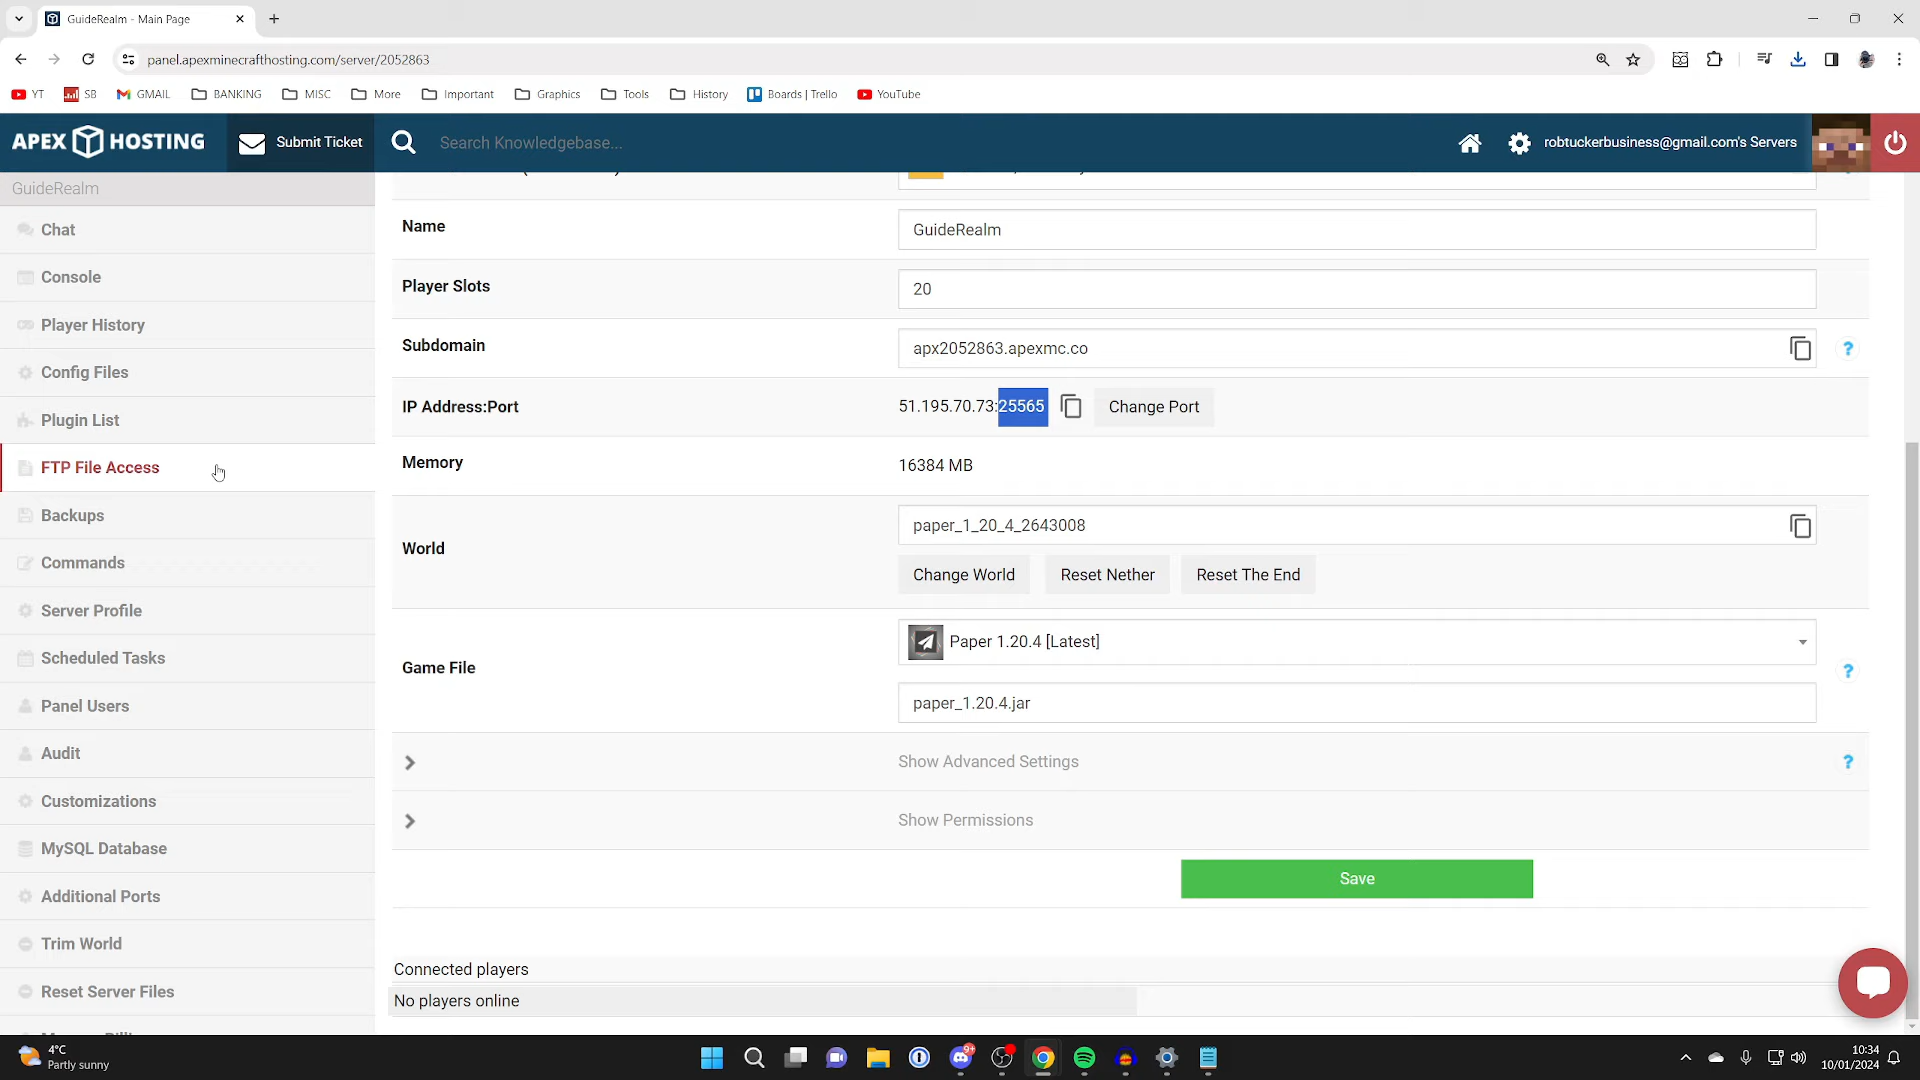 GuideRealm - Main Page
panel.apexminecrafthosting.com/server/2052863
YT
SB
GMAIL
BANKING
MISC
More
Important
Graphics
Tools
History
Boards | Trello
YouTube
APEX HOSTING
Submit Ticket
Search Knowledgebase...
robtuckerbusiness@gmail.com's Servers
GuideRealm
Chat
Console
Player History
Config Files
Plugin List
FTP File Access
Backups
Commands
Server Profile
Scheduled Tasks
Panel Users
Audit
Customizations
MySQL Database
Additional Ports
Trim World
Reset Server Files
Name
GuideRealm
Player Slots
20
Subdomain
apx2052863.apexmc.co
?
IP Address:Port
51.195.70.73:25565
Change Port
Memory
16384 MB
World
paper_1_20_4_2643008
Change World
Reset Nether
Reset The End
Game File
Paper 1.20.4 [Latest]
?
paper_1.20.4.jar
Show Advanced Settings
?
Show Permissions
Save
Connected players
No players online
4°C
Partly sunny
9+
10:34
10/01/2024